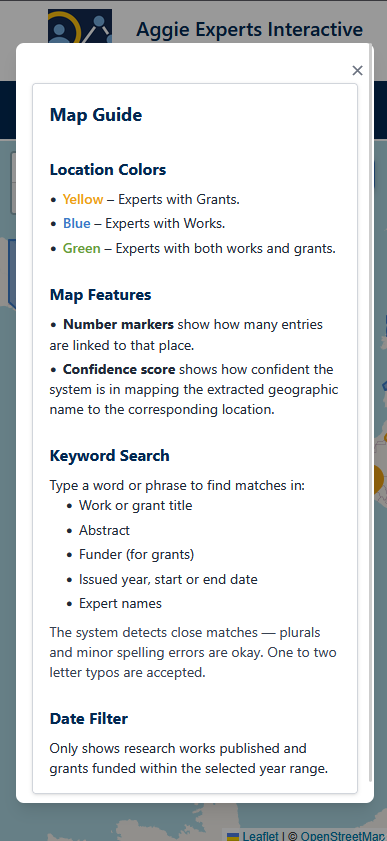 Aggie Experts Interactive
×
Map Guide
Location Colors
• Yellow – Experts with Grants.
• Blue – Experts with Works.
• Green – Experts with both works and grants.
Map Features
• Number markers show how many entries
are linked to that place.
• Confidence score shows how confident the
system is in mapping the extracted geographic
name to the corresponding location.
Keyword Search
Type a word or phrase to find matches in:
• Work or grant title
• Abstract
• Funder (for grants)
• Issued year, start or end date
• Expert names
The system detects close matches — plurals
and minor spelling errors are okay. One to two
letter typos are accepted.
Date Filter
Only shows research works published and
grants funded within the selected year range.
Leaflet | © OpenStreetMap